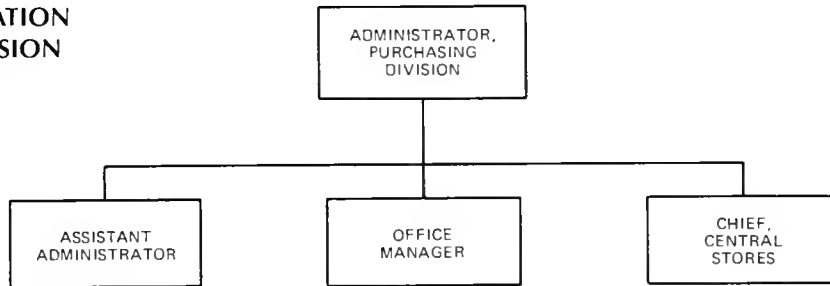 ATION
SION
ADMINISTRATOR,
PURCHASING
DIVISION
ASSISTANT
ADMINISTRATOR
OFFICE
MANAGER
CHIEF,
CENTRAL
STORES